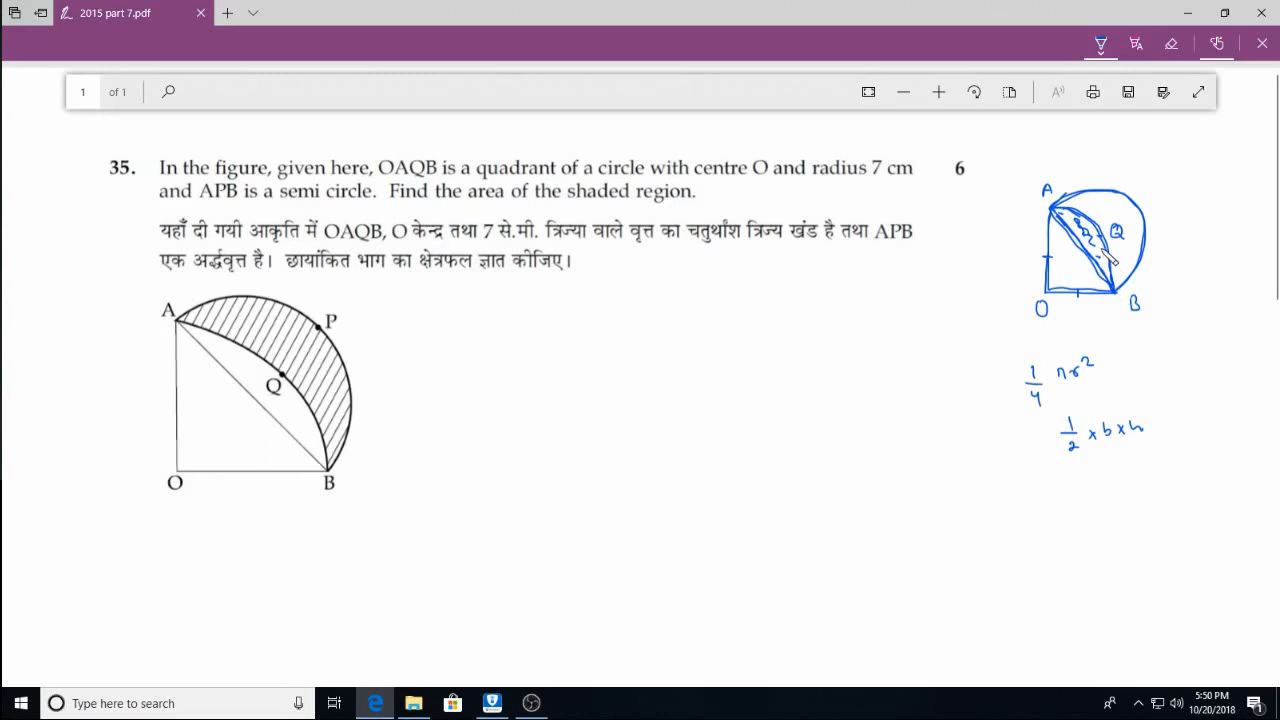 2015 part 7.pdf
1 of 1
35. In the figure, given here, OAQB is a quadrant of a circle with centre O and radius 7 cm 6
and APB is a semi circle. Find the area of the shaded region.
यहाँ दी गयी आकृति में OAQB, O केन्द्र तथा 7 से.मी. त्रिज्या वाले वृत्त का चतुर्थांश त्रिज्य खंड है तथा APB
एक अर्द्धवृत्त है। छायांकित भाग का क्षेत्रफल ज्ञात कीजिए।
A
P
Q
O B
A
Q
O B
1/4 πr²
1/2 × b × h
Type here to search
5:50 PM
10/20/2018
1